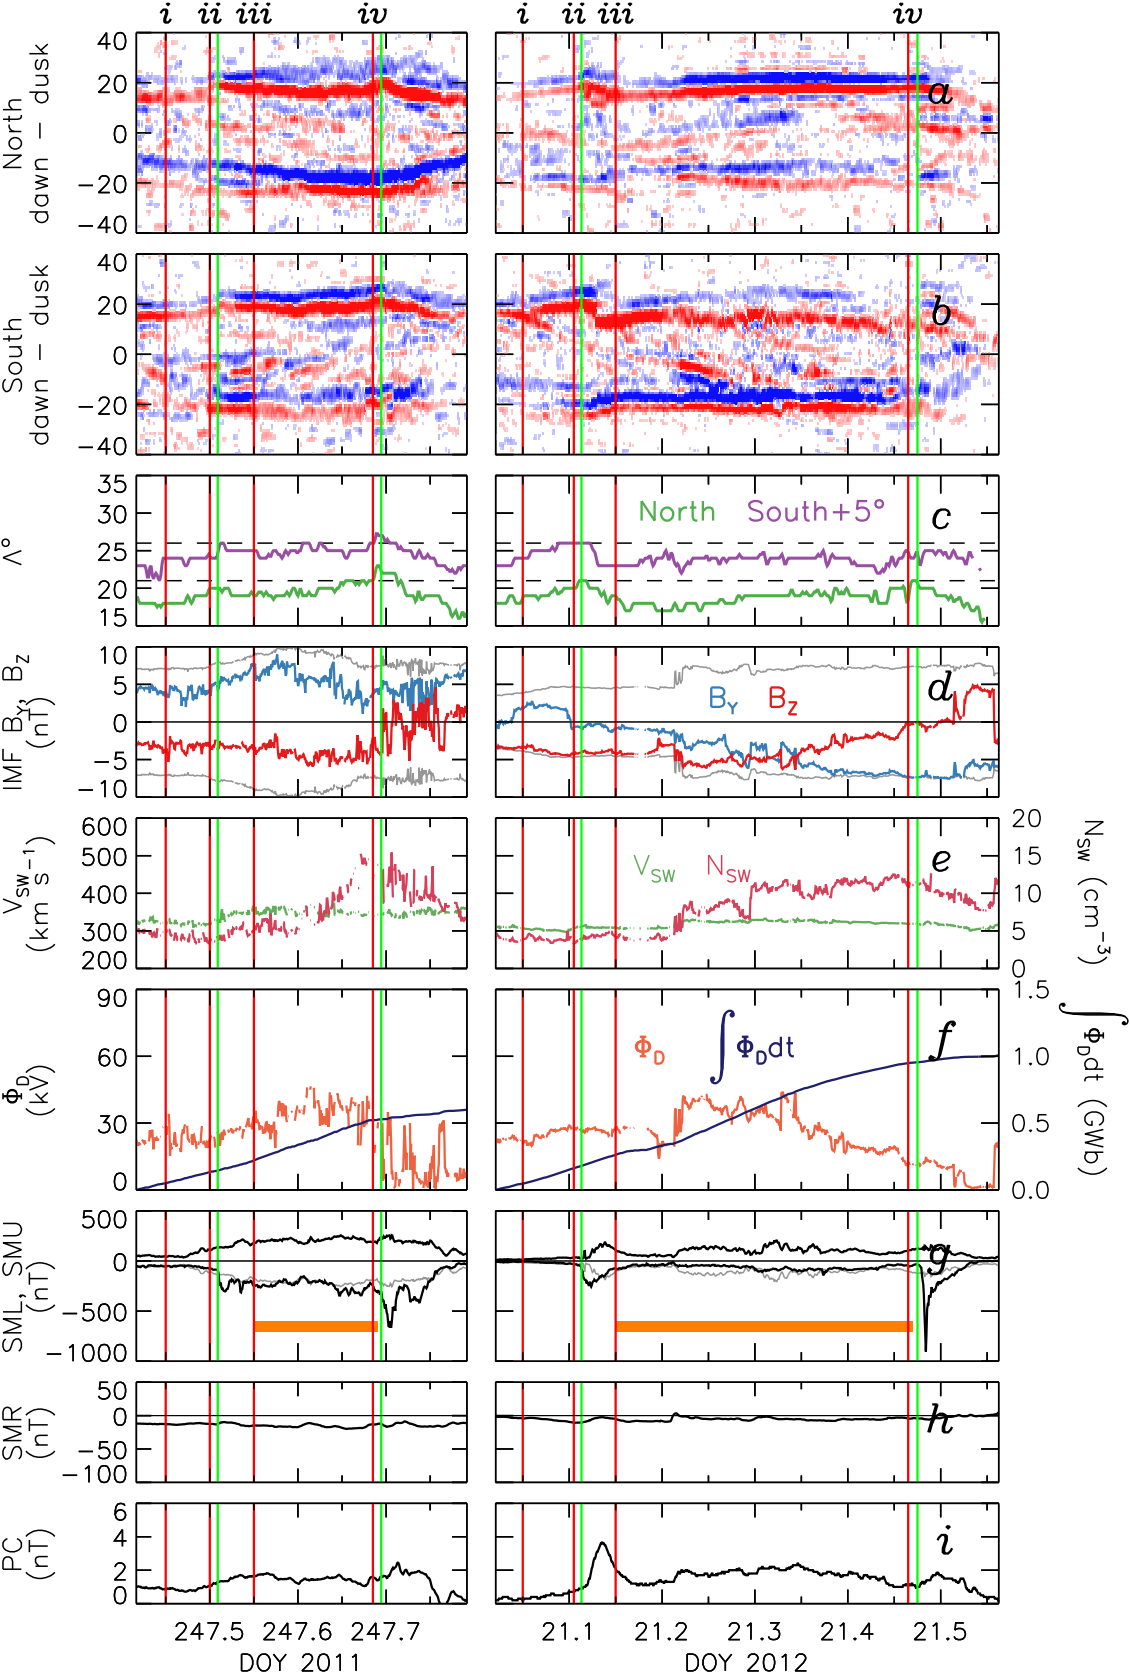 i ii iii iv i ii iii iv
North
dawn − dusk
40
20
0
−20
−40
a
South
dawn − dusk
40
20
0
−20
−40
b
Λ°
35
30
25
20
15
North South+5° c
IMF B_Y, B_Z
(nT)
10
5
0
−5
−10
B_Y B_Z d
V_SW
(km s⁻¹)
600
500
400
300
200
V_SW N_SW e
20
15
10
5
0
N_SW (cm⁻³)
Φ_D
(kV)
90
60
30
0
Φ_D ∫Φ_D dt f
1.5
1.0
0.5
0.0
∫Φ_D dt (GWb)
SML, SMU
(nT)
500
0
−500
−1000
g
SMR
(nT)
50
0
−50
−100
h
PC
(nT)
6
4
2
0
i
247.5 247.6 247.7 21.1 21.2 21.3 21.4 21.5
DOY 2011 DOY 2012